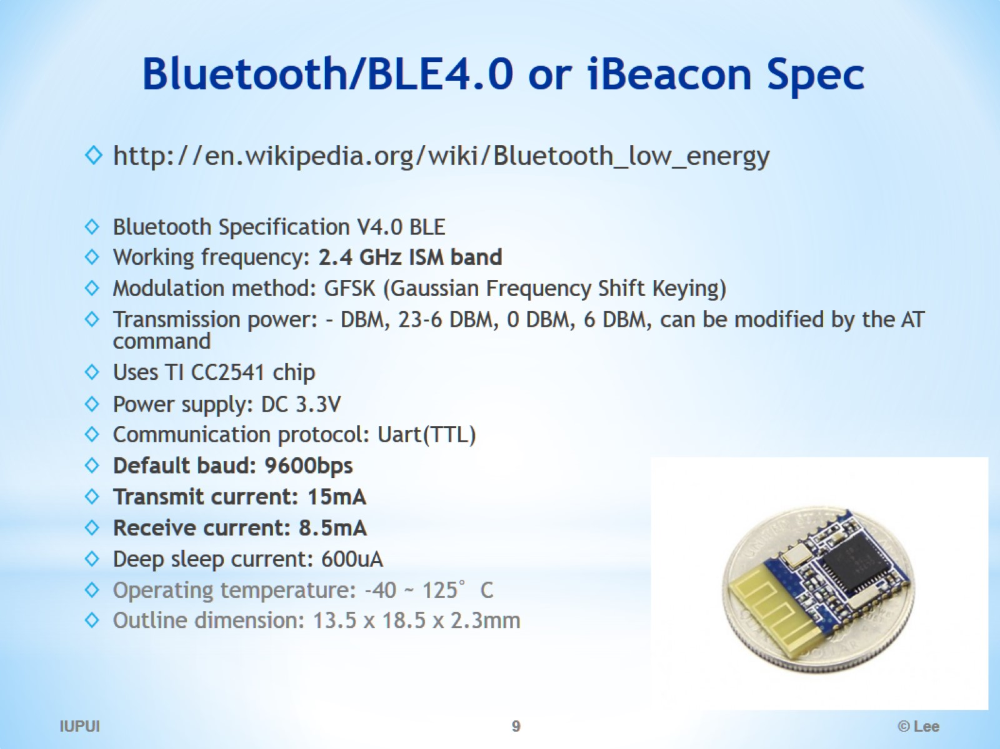 Bluetooth/BLE4.0 or iBeacon Spec
http://en.wikipedia.org/wiki/Bluetooth_low_energy
Bluetooth Specification V4.0 BLE
Working frequency: 2.4 GHz ISM band
Modulation method: GFSK (Gaussian Frequency Shift Keying)
Transmission power: – DBM, 23-6 DBM, 0 DBM, 6 DBM, can be modified by the AT
command
Uses TI CC2541 chip
Power supply: DC 3.3V
Communication protocol: Uart(TTL)
Default baud: 9600bps
Transmit current: 15mA
Receive current: 8.5mA
Deep sleep current: 600uA
Operating temperature: -40 ~ 125° C
Outline dimension: 13.5 x 18.5 x 2.3mm
IUPUI
9
© Lee